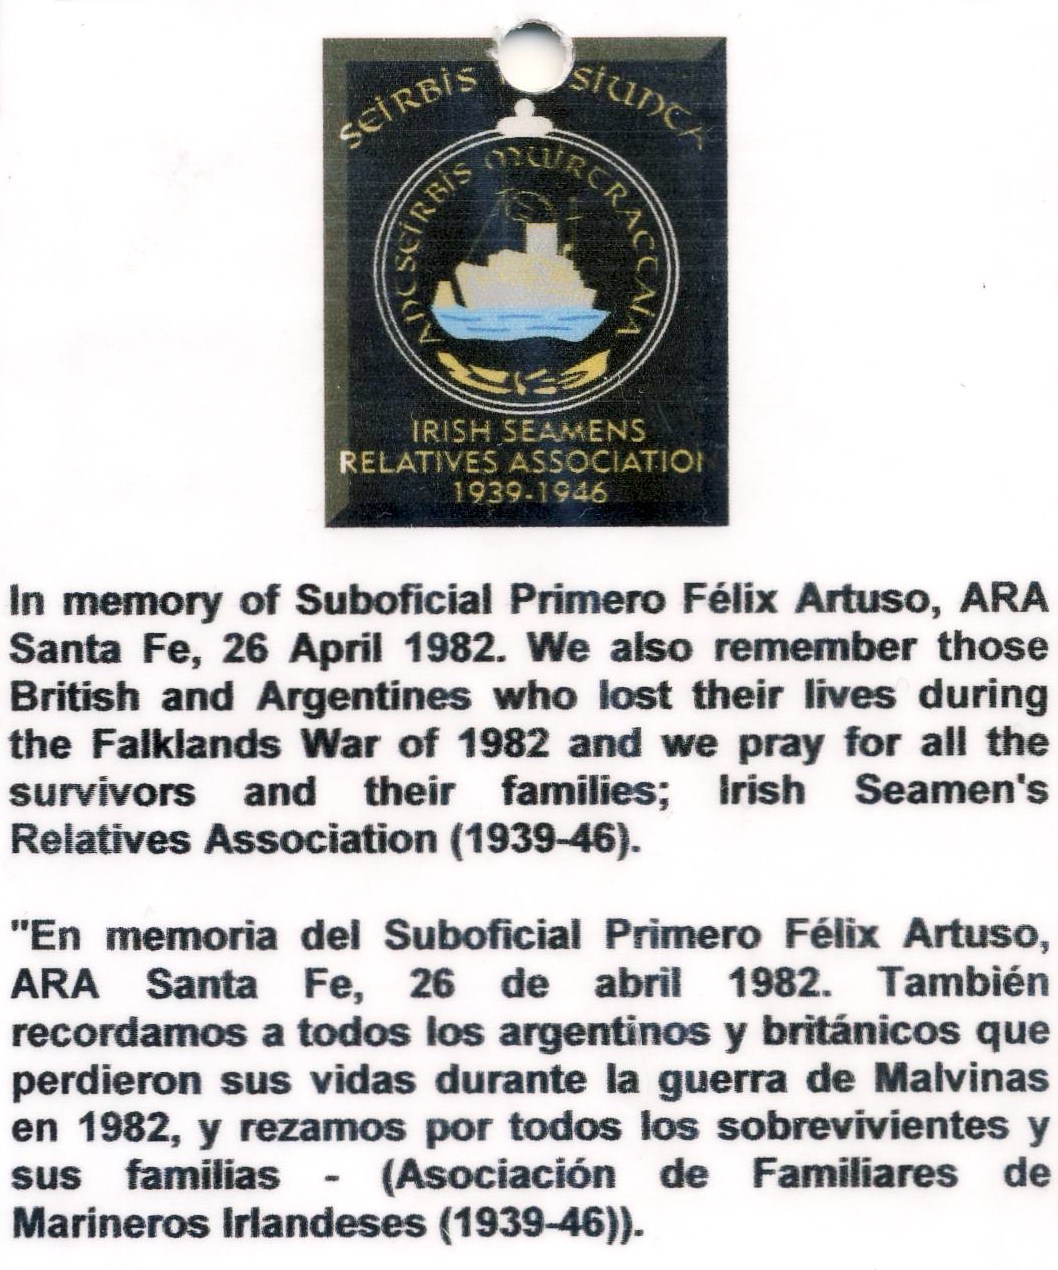 SEIRBIS SIUNTA
SEIRBIS MUIRTRACTALA
IRISH SEAMENS
RELATIVES ASSOCIATION
1939-1946
In memory of Suboficial Primero Félix Artuso, ARA
Santa Fe, 26 April 1982. We also remember those
British and Argentines who lost their lives during
the Falklands War of 1982 and we pray for all the
survivors and their families; Irish Seamen's
Relatives Association (1939-46).
"En memoria del Suboficial Primero Félix Artuso,
ARA Santa Fe, 26 de abril 1982. También
recordamos a todos los argentinos y británicos que
perdieron sus vidas durante la guerra de Malvinas
en 1982, y rezamos por todos los sobrevivientes y
sus familias - (Asociación de Familiares de
Marineros Irlandeses (1939-46)).